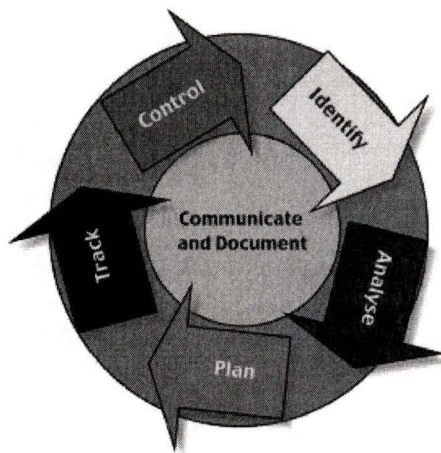 Identify
Analyse
Plan
Track
Control
Communicate
and Document